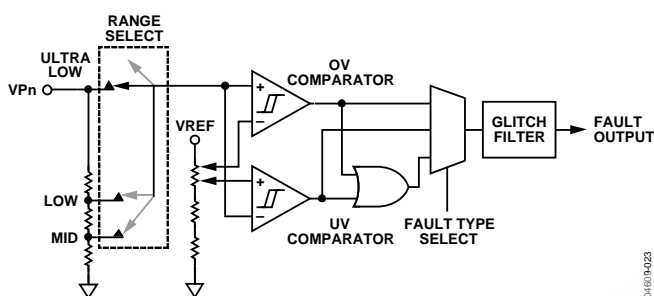 RANGE
SELECT
ULTRA
LOW
VPn
LOW
MID
VREF
+
−
OV
COMPARATOR
+
−
UV
COMPARATOR
FAULT TYPE
SELECT
GLITCH
FILTER
FAULT
OUTPUT
04609-023